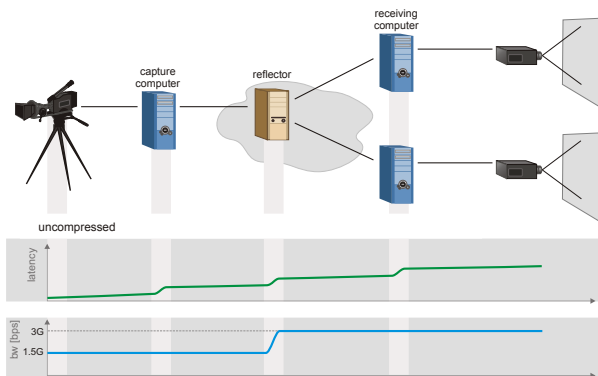 receiving
computer
capture
computer
reflector
uncompressed
latency
bw [bps]
3G
1.5G